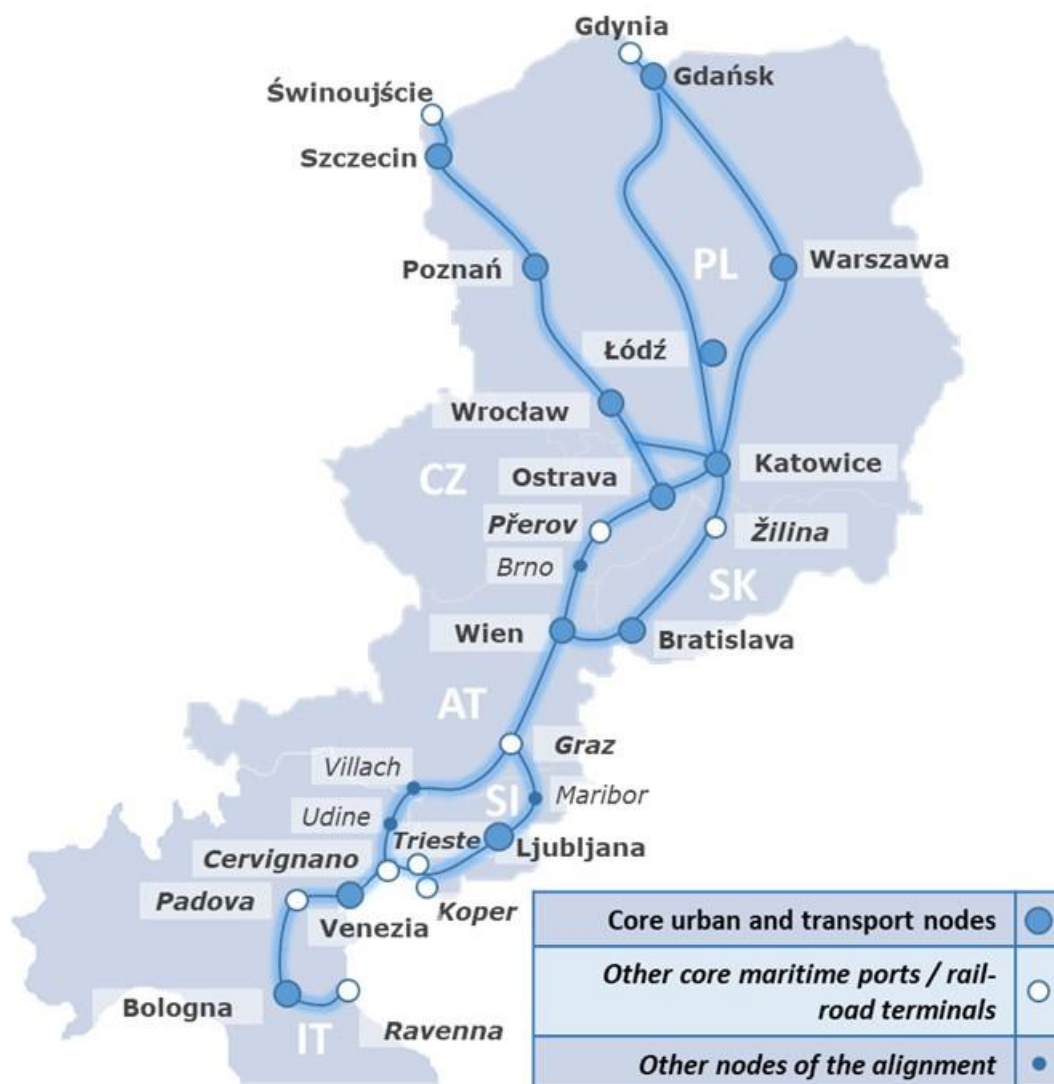 Gdynia
Gdańsk
Świnoujście
Szczecin
Poznań
PL
Warszawa
Łódź
Wrocław
CZ
Ostrava
Katowice
Přerov
Žilina
Brno
SK
Wien
Bratislava
AT
Graz
Villach
SI
Maribor
Udine
Trieste
Ljubljana
Cervignano
Padova
Koper
Venezia
Bologna
IT
Ravenna
Core urban and transport nodes
Other core maritime ports / rail-
road terminals
Other nodes of the alignment